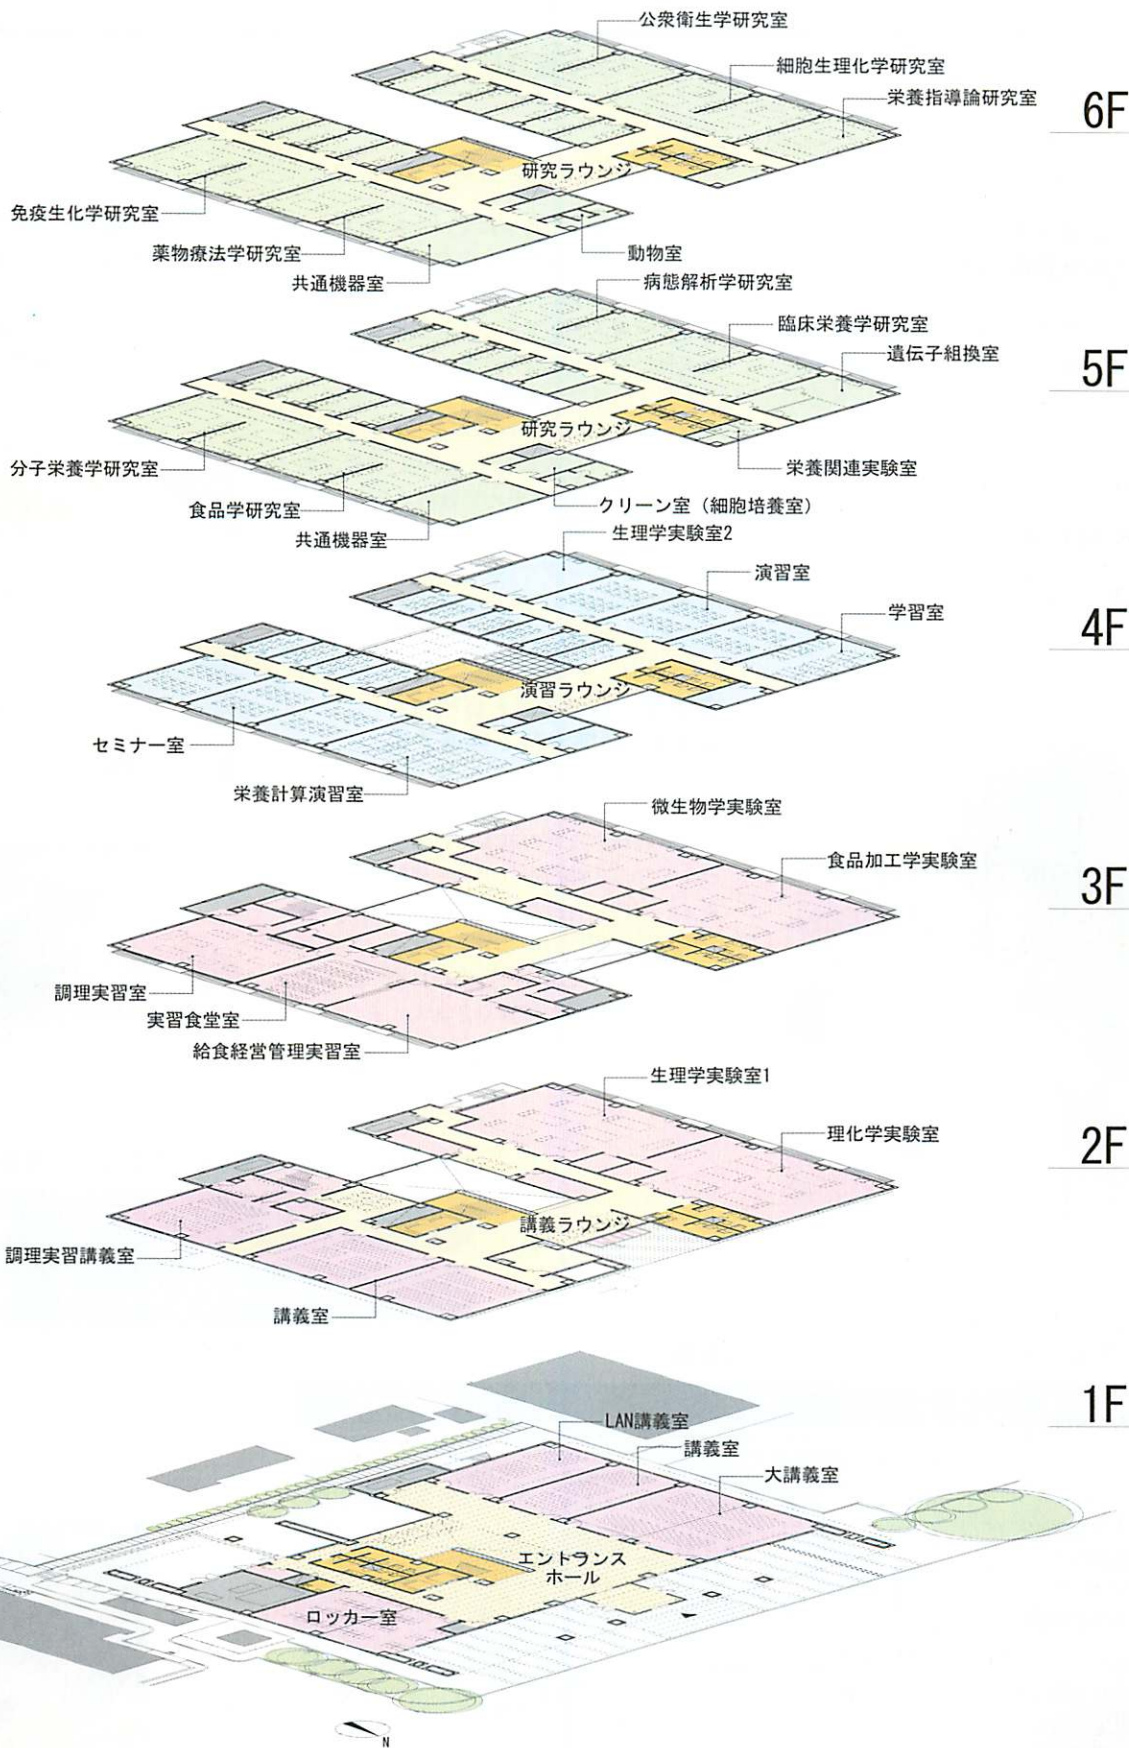 公衆衛生学研究室
細胞生理化学研究室
栄養指導論研究室
6F
研究ラウンジ
免疫生化学研究室
薬物療法学研究室
動物室
共通機器室
病態解析学研究室
臨床栄養学研究室
遺伝子組換室
5F
研究ラウンジ
分子栄養学研究室
栄養関連実験室
食品学研究室
クリーン室（細胞培養室）
共通機器室
生理学実験室2
演習室
学習室
4F
演習ラウンジ
セミナー室
栄養計算演習室
微生物学実験室
食品加工学実験室
3F
調理実習室
実習食堂室
給食経営管理実習室
生理学実験室1
理化学実験室
2F
講義ラウンジ
調理実習講義室
講義室
1F
LAN講義室
講義室
大講義室
エントランス
ホール
ロッカー室
N